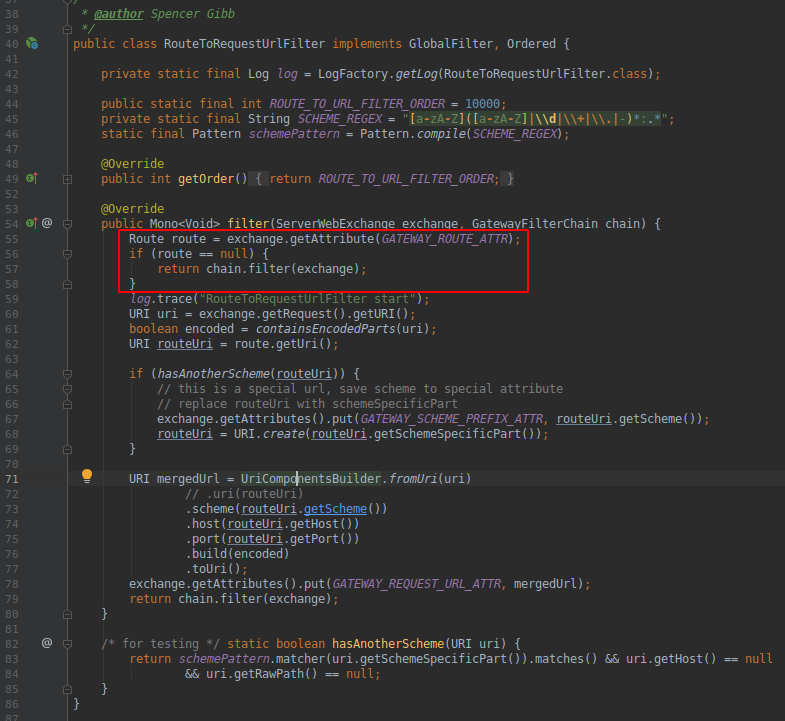 37 */
38 * @author Spencer Gibb
39 */
40 public class RouteToRequestUrlFilter implements GlobalFilter, Ordered {
41
42 private static final Log log = LogFactory.getLog(RouteToRequestUrlFilter.class);
43
44 public static final int ROUTE_TO_URL_FILTER_ORDER = 10000;
45 private static final String SCHEME_REGEX = "[a-zA-Z]([a-zA-Z]|\\d|\\+|\\.|-)*:.*";
46 static final Pattern schemePattern = Pattern.compile(SCHEME_REGEX);
47
48 @Override
49 public int getOrder() { return ROUTE_TO_URL_FILTER_ORDER; }
52
53 @Override
54 @ public Mono<Void> filter(ServerWebExchange exchange, GatewayFilterChain chain) {
55 Route route = exchange.getAttribute(GATEWAY_ROUTE_ATTR);
56 if (route == null) {
57 return chain.filter(exchange);
58 }
59 log.trace("RouteToRequestUrlFilter start");
60 URI uri = exchange.getRequest().getURI();
61 boolean encoded = containsEncodedParts(uri);
62 URI routeUri = route.getUri();
63
64 if (hasAnotherScheme(routeUri)) {
65 // this is a special url, save scheme to special attribute
66 // replace routeUri with schemeSpecificPart
67 exchange.getAttributes().put(GATEWAY_SCHEME_PREFIX_ATTR, routeUri.getScheme());
68 routeUri = URI.create(routeUri.getSchemeSpecificPart());
69 }
70
71 URI mergedUrl = UriComponentsBuilder.fromUri(uri)
72 // .uri(routeUri)
73 .scheme(routeUri.getScheme())
74 .host(routeUri.getHost())
75 .port(routeUri.getPort())
76 .build(encoded)
77 .toUri();
78 exchange.getAttributes().put(GATEWAY_REQUEST_URL_ATTR, mergedUrl);
79 return chain.filter(exchange);
80 }
81
82 @ /* for testing */ static boolean hasAnotherScheme(URI uri) {
83 return schemePattern.matcher(uri.getSchemeSpecificPart()).matches() && uri.getHost() == null
84 && uri.getRawPath() == null;
85 }
86 }
87